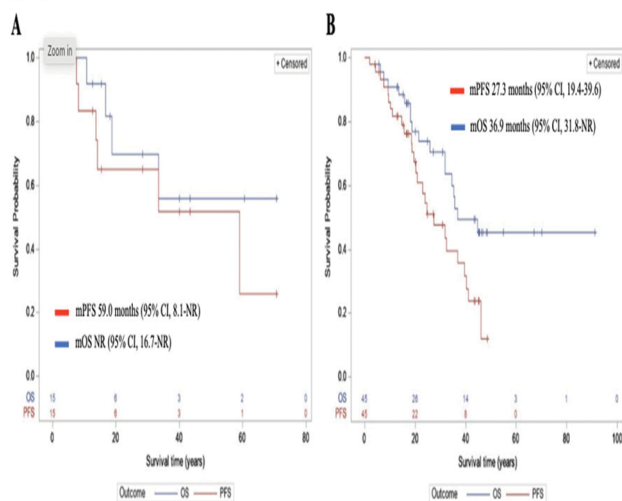 A
B
Zoom in
+ Censored
1.0
0.8
0.6
0.4
0.2
0.0
Survival Probability
mPFS 59.0 months (95% CI, 8.1-NR)
mOS NR (95% CI, 16.7-NR)
OS 15 6 3 2 0
PFS 15 6 3 1 0
0 20 40 60 80
Survival time (years)
Outcome OS PFS
+ Censored
mPFS 27.3 months (95% CI, 19.4-39.6)
mOS 36.9 months (95% CI, 31.8-NR)
1.0
0.8
0.6
0.4
0.2
0.0
Survival Probability
OS 45 26 14 3 1 0
PFS 45 22 8 0
0 20 40 60 80 100
Survival time (years)
Outcome OS PFS